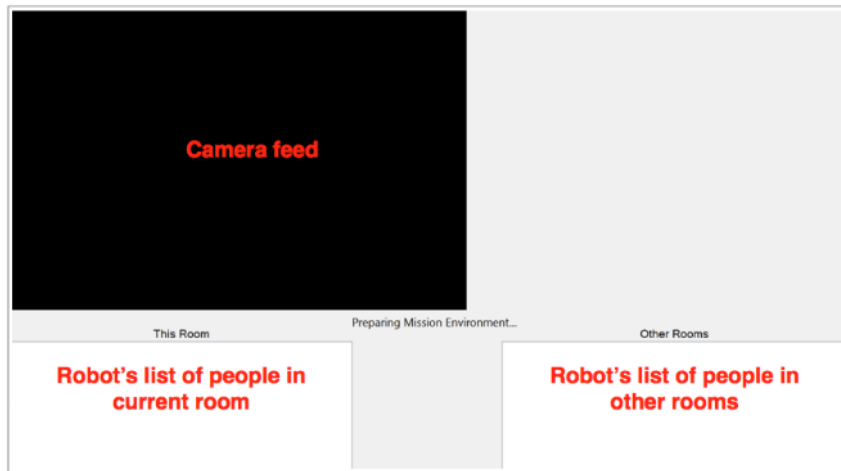 Camera feed
Preparing Mission Environment...
This Room
Other Rooms
Robot's list of people in
current room
Robot's list of people in
other rooms